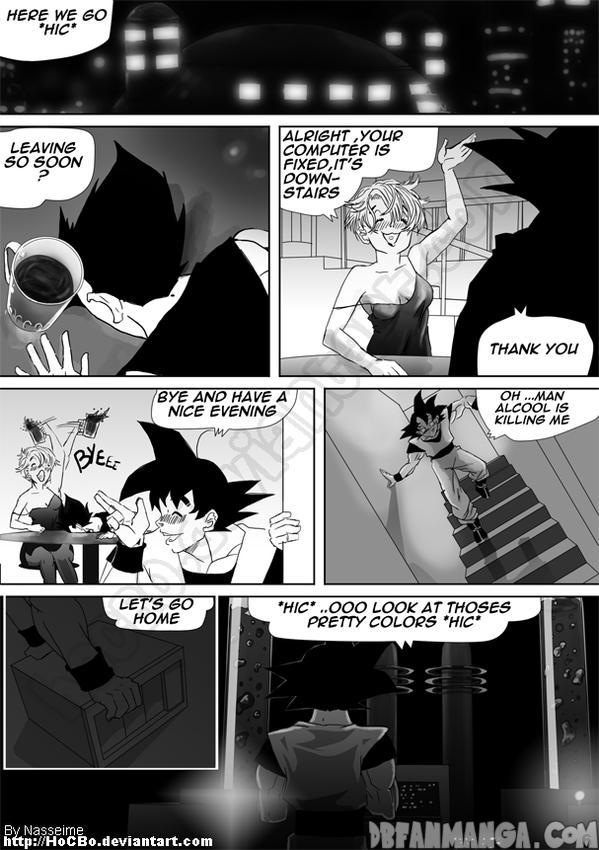 HERE WE GO
*HIC*
LEAVING
SO SOON
?
ALRIGHT ,YOUR
COMPUTER IS
FIXED,IT'S
DOWN-
STAIRS
THANK YOU
BYE AND HAVE A
NICE EVENING
BYEEE
OH ...MAN
ALCOOL IS
KILLING ME
LET'S GO
HOME
*HIC* ..OOO LOOK AT THOSES
PRETTY COLORS *HIC*
By Nasseime
http://HoCBo.deviantart.com
DBFANMANGA.COM